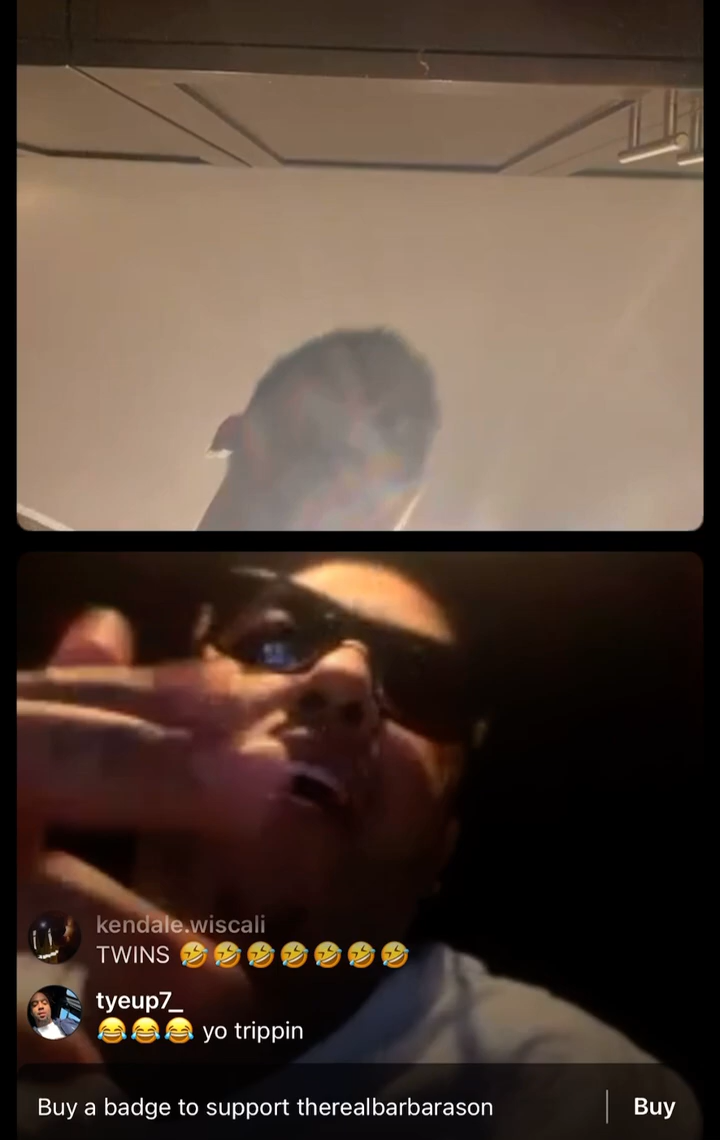 kendale.wiscali
TWINS 🤣🤣🤣🤣🤣🤣🤣
tyeup7_
😂😂😂 yo trippin
Buy a badge to support therealbarbarason
Buy